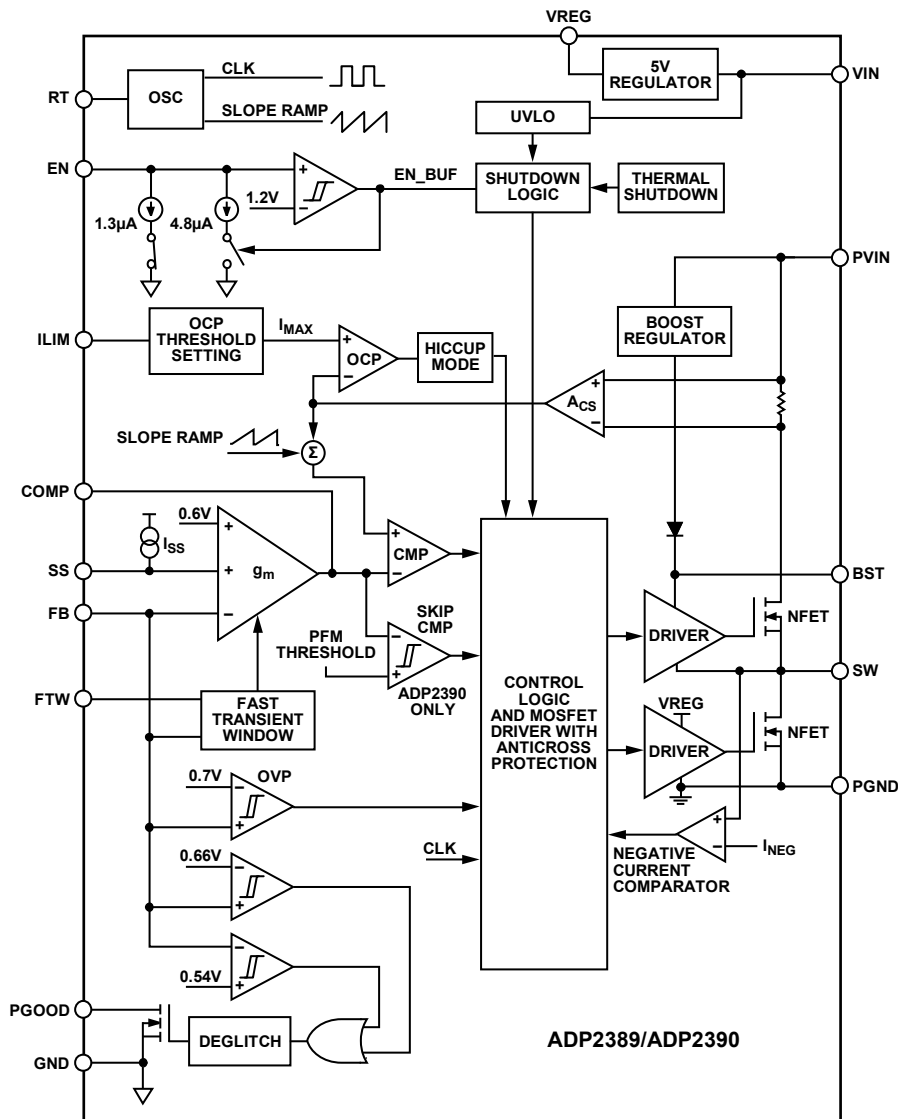 VREG
5V
REGULATOR
VIN
CLK
RT
OSC
SLOPE RAMP
UVLO
EN
EN_BUF
SHUTDOWN
LOGIC
THERMAL
SHUTDOWN
1.2V
1.3µA
4.8µA
PVIN
BOOST
REGULATOR
ILIM
OCP
THRESHOLD
SETTING
IMAX
OCP
HICCUP
MODE
ACS
SLOPE RAMP
Σ
COMP
0.6V
ISS
gm
CMP
SS
BST
FB
SKIP
CMP
PFM
THRESHOLD
ADP2390
ONLY
DRIVER
NFET
SW
FTW
FAST
TRANSIENT
WINDOW
CONTROL
LOGIC
AND MOSFET
DRIVER WITH
ANTICROSS
PROTECTION
VREG
DRIVER
NFET
PGND
0.7V
OVP
CLK
NEGATIVE
CURRENT
COMPARATOR
INEG
0.66V
0.54V
PGOOD
DEGLITCH
GND
ADP2389/ADP2390